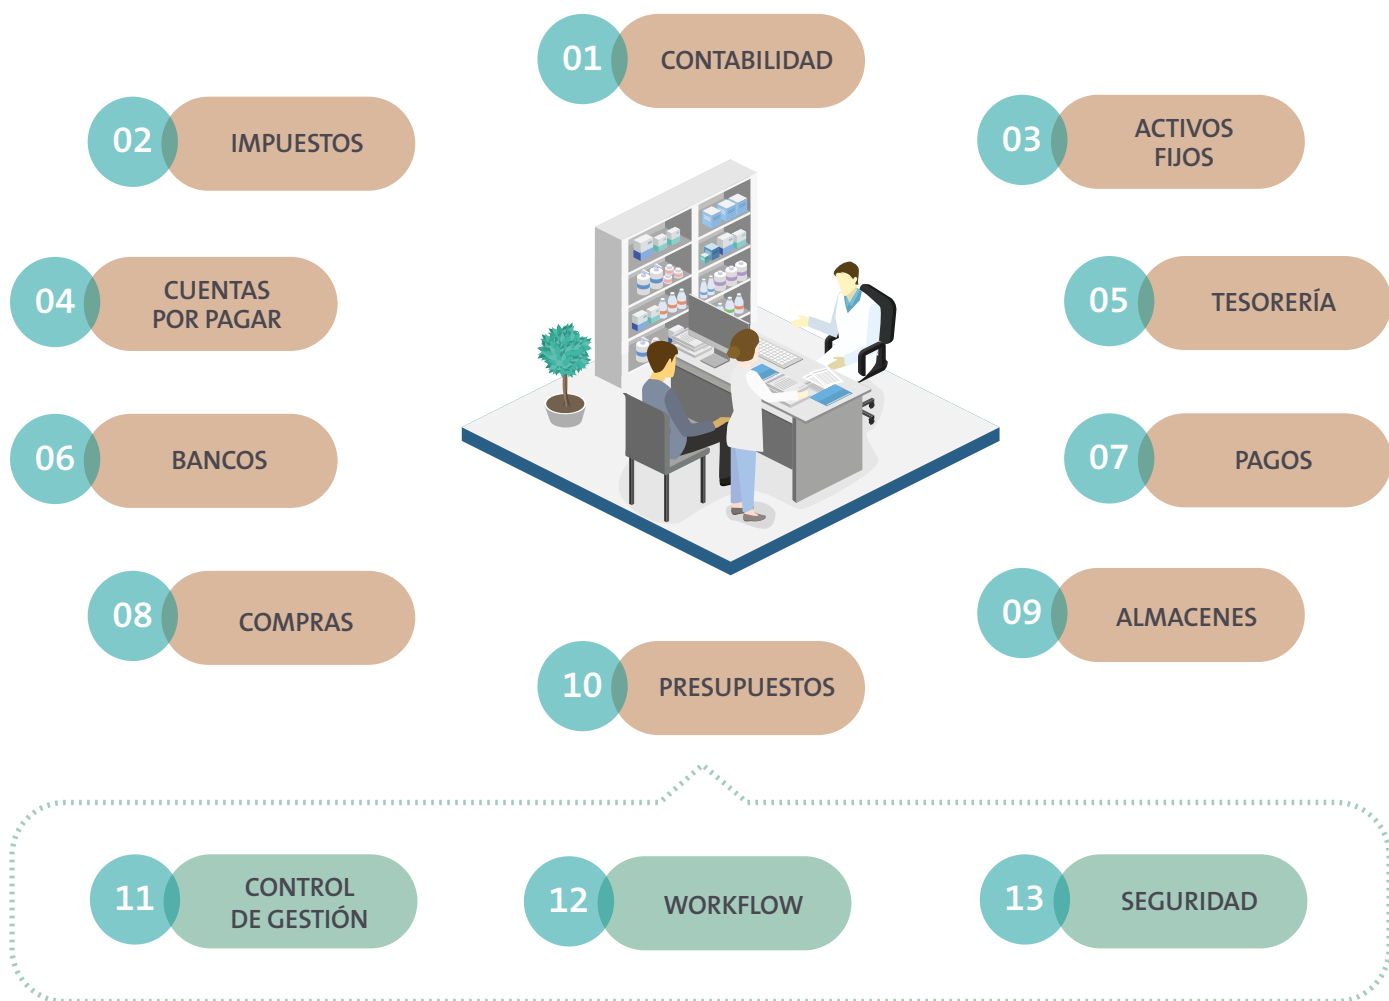 01 CONTABILIDAD
02 IMPUESTOS
03 ACTIVOS
FIJOS
04 CUENTAS
POR PAGAR
05 TESORERÍA
06 BANCOS
07 PAGOS
08 COMPRAS
09 ALMACENES
10 PRESUPUESTOS
11 CONTROL
DE GESTIÓN
12 WORKFLOW
13 SEGURIDAD